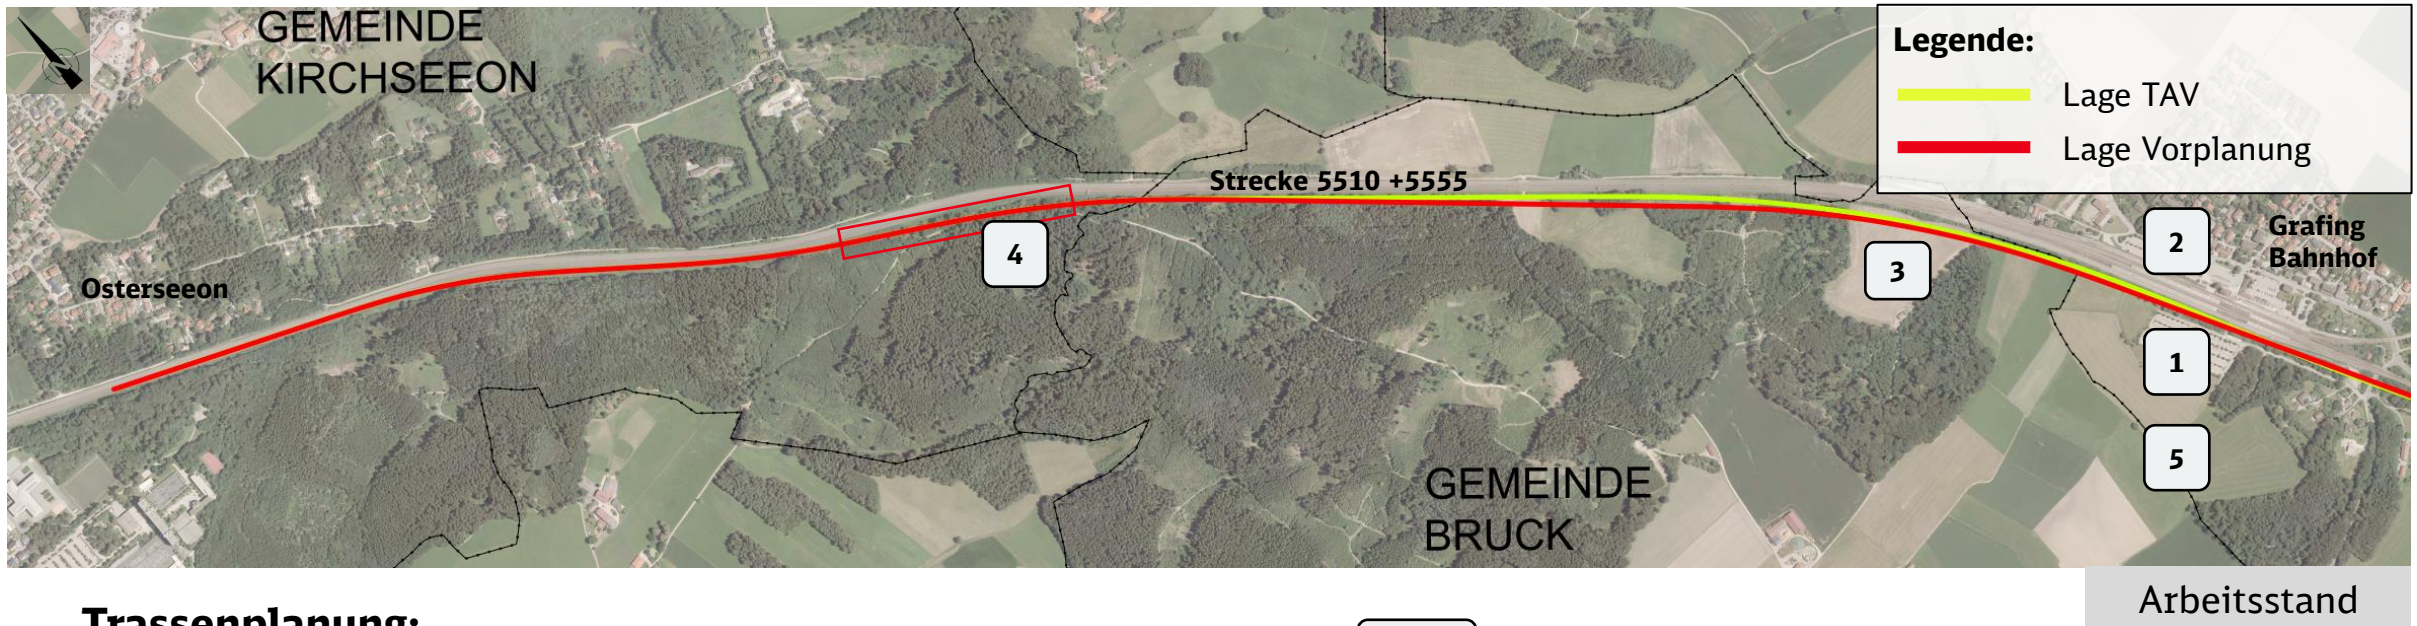 GEMEINDE
KIRCHSEEON
Legende:
Lage TAV
Lage Vorplanung
Strecke 5510 +5555
Osterseeon
4
3
2
Grafing
Bahnhof
1
5
GEMEINDE
BRUCK
Arbeitsstand
Trassenplanung: